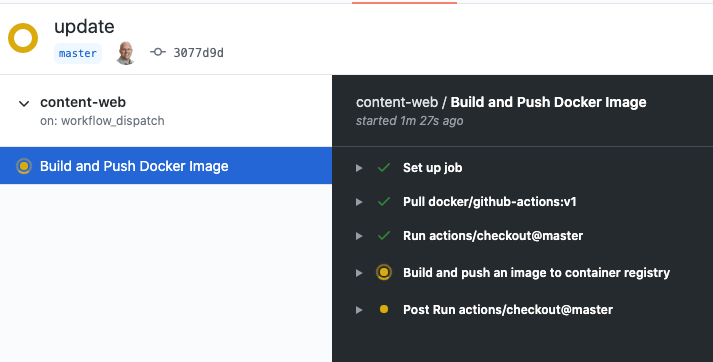 update
master 3077d9d
content-web
on: workflow_dispatch
Build and Push Docker Image
content-web / Build and Push Docker Image
started 1m 27s ago
Set up job
Pull docker/github-actions:v1
Run actions/checkout@master
Build and push an image to container registry
Post Run actions/checkout@master